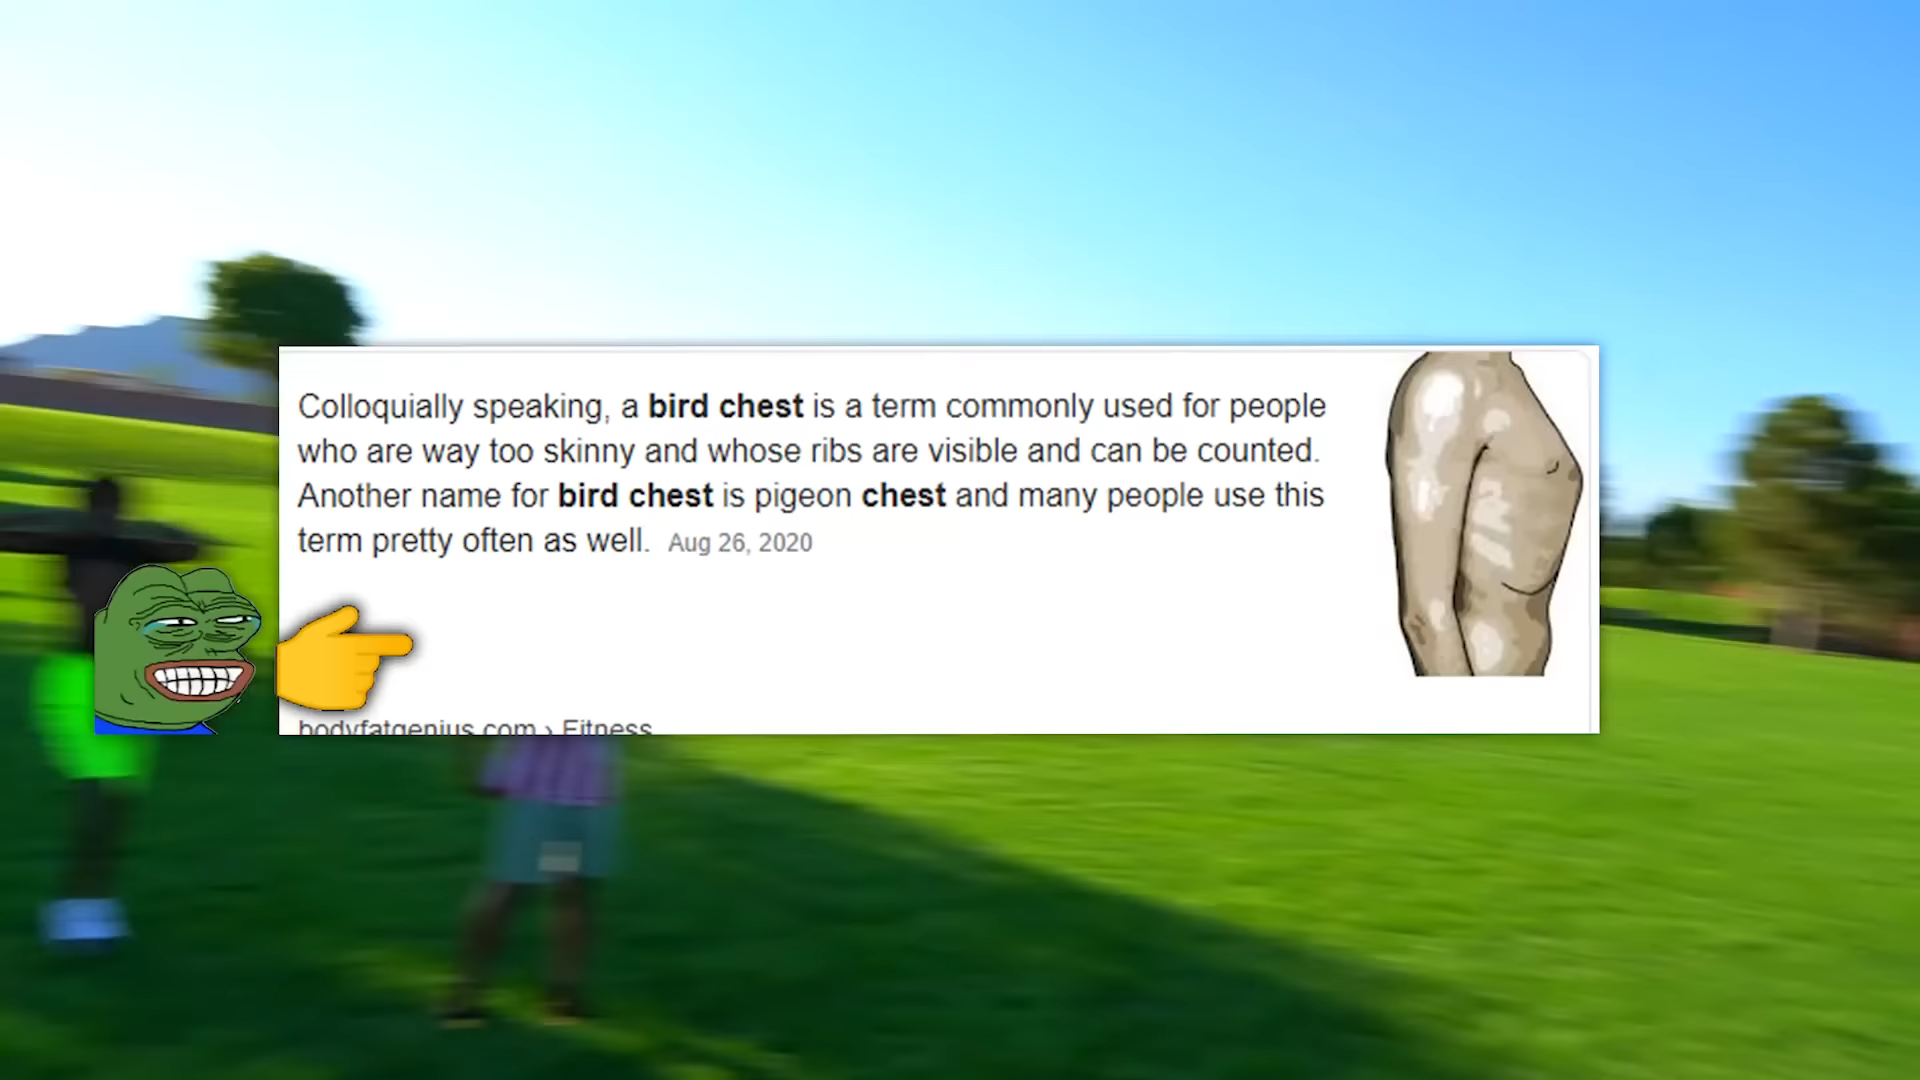 Colloquially speaking, a bird chest is a term commonly used for people
who are way too skinny and whose ribs are visible and can be counted.
Another name for bird chest is pigeon chest and many people use this
term pretty often as well. Aug 26, 2020
bodyfatgenius.com › Fitness